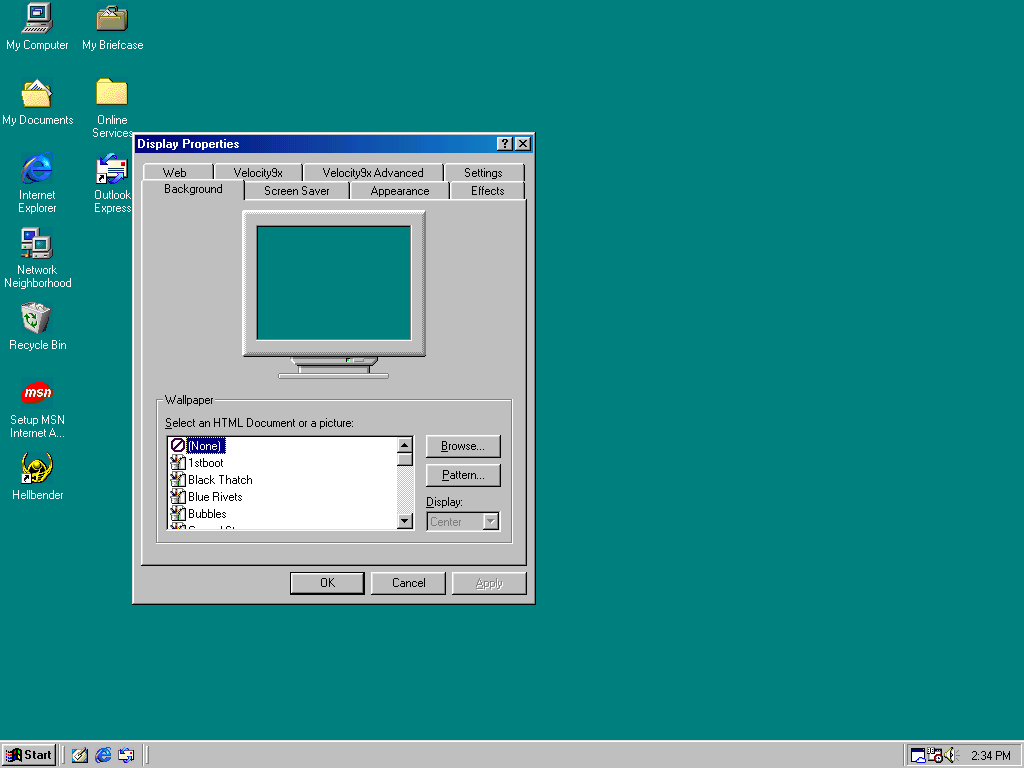 My Computer
My Briefcase
My Documents
Online
Services
Internet
Explorer
Outlook
Express
Network
Neighborhood
Recycle Bin
msn
Setup MSN
Internet A...
Hellbender
Display Properties
Web
Velocity9x
Velocity9x Advanced
Settings
Background
Screen Saver
Appearance
Effects
Wallpaper
Select an HTML Document or a picture:
(None)
1stboot
Black Thatch
Blue Rivets
Bubbles
Browse...
Pattern...
Display:
Center
OK
Cancel
Apply
Start
2:34 PM